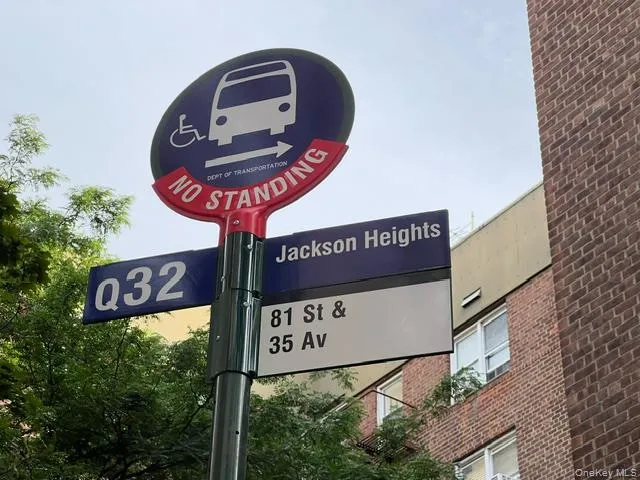 DEPT OF TRANSPORTATION
NO STANDING
Q32
Jackson Heights
81 St &
35 Av
OneKey MLS